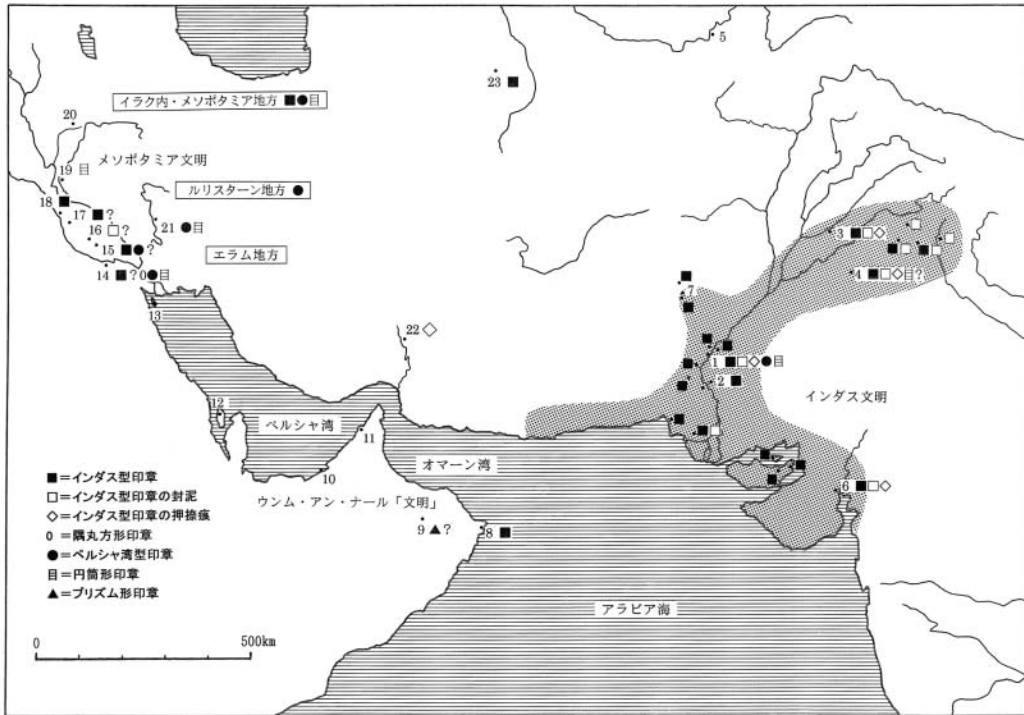 5
23 ■
イラク内・メソポタミア地方 ■●目
20
メソポタミア文明
19 目
ルリスターン地方 ●
18 ■
17 ■?
16 □?
21 ●目
15 ■●?
エラム地方
14 ■?0●目
13
3 ■□◇
4 ■□◇目?
7
22 ◇
1 ■□◇●目
2 ■
インダス文明
12
ペルシャ湾
11
オマーン湾
10
6 ■□◇
ウンム・アン・ナール「文明」
9 ▲?
8 ■
■=インダス型印章
□=インダス型印章の封泥
◇=インダス型印章の押捺痕
0=隅丸方形印章
●=ペルシャ湾型印章
目=円筒形印章
▲=プリズム形印章
アラビア海
0 500km